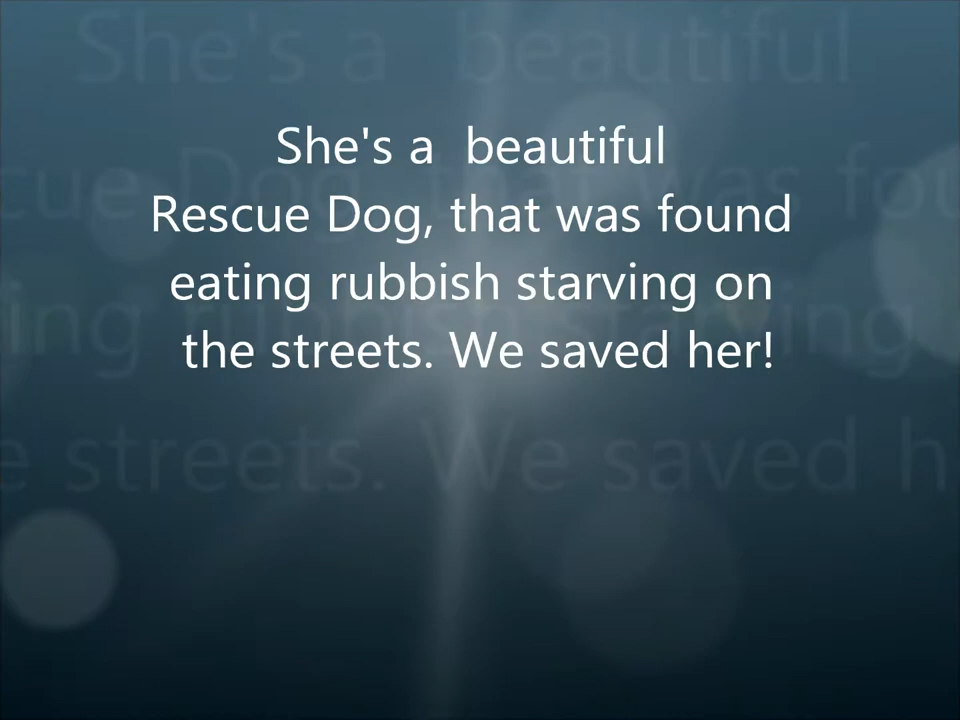 She's a  beautiful
Rescue Dog, that was found
eating rubbish starving on
the streets. We saved her!